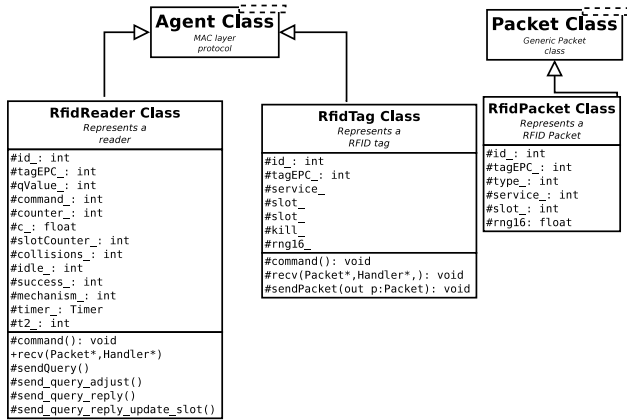 Agent Class
MAC layer
protocol
Packet Class
Generic Packet
class
RfidReader Class
Represents a
reader
#id_: int
#tagEPC_: int
#qValue_: int
#command_: int
#counter_: int
#c_: float
#slotCounter_: int
#collisions_: int
#idle_: int
#success_: int
#mechanism_: int
#timer_: Timer
#t2_: int
#command(): void
+recv(Packet*,Handler*)
#sendQuery()
#send_query_adjust()
#send_query_reply()
#send_query_reply_update_slot()
RfidTag Class
Represents a
RFID tag
#id_: int
#tagEPC_: int
#service_
#slot_
#slot_
#kill_
#rng16_
#command(): void
#recv(Packet*,Handler*,): void
#sendPacket(out p:Packet): void
RfidPacket Class
Represents a
RFID Packet
#id_: int
#tagEPC_: int
#type_: int
#service_: int
#slot_: int
#rng16: float